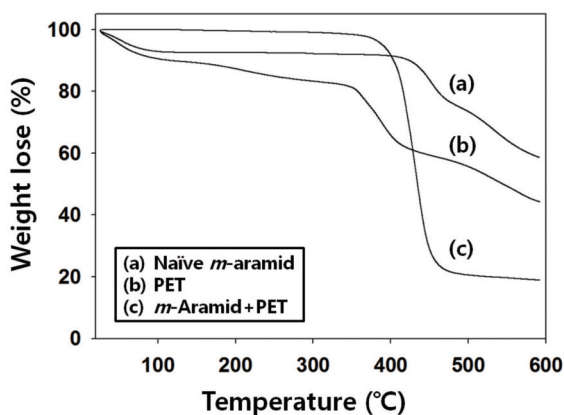 Weight lose (%)
100
80
60
40
20
0
(a)
(b)
(c)
(a) Naïve m-aramid
(b) PET
(c) m-Aramid+PET
100 200 300 400 500 600
Temperature (℃)